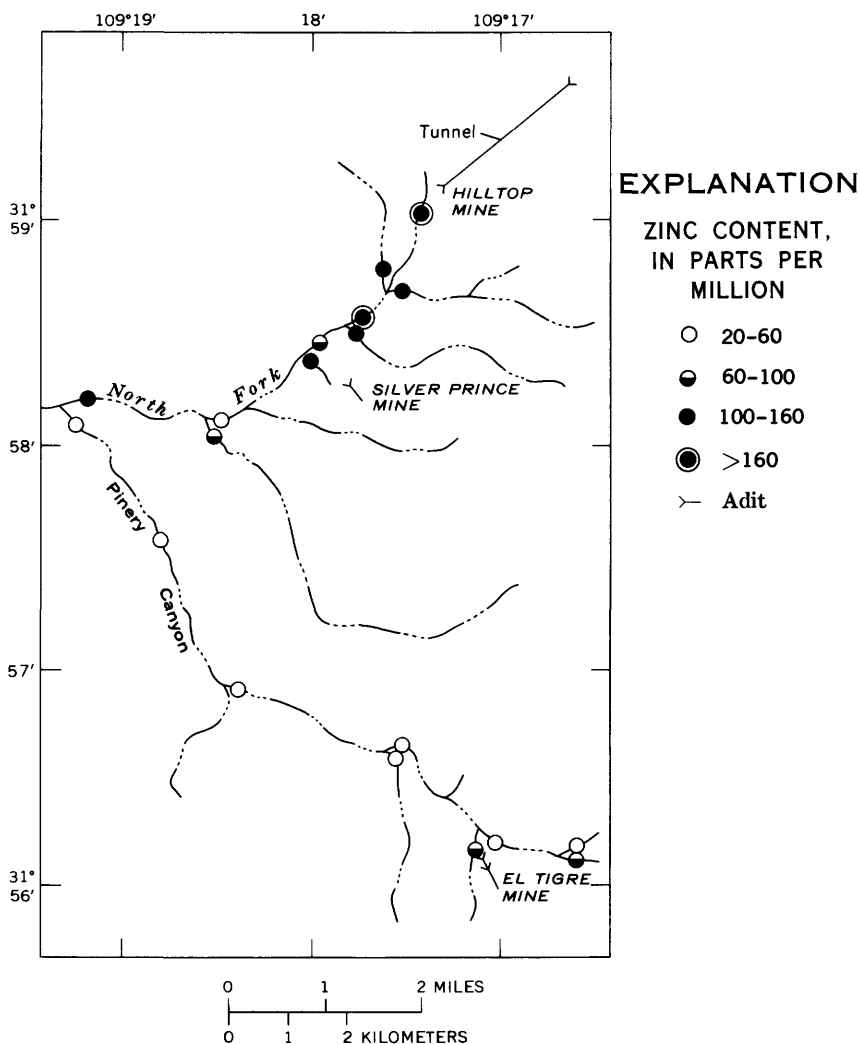 109°19′ 18′ 109°17′
Tunnel
HILLTOP
MINE
31°
59′
SILVER PRINCE
MINE
North Fork
58′
Pinery
Canyon
57′
31°
56′
EL TIGRE
MINE
0 1 2 MILES
0 1 2 KILOMETERS
EXPLANATION
ZINC CONTENT,
IN PARTS PER
MILLION
20-60
60-100
100-160
>160
Adit